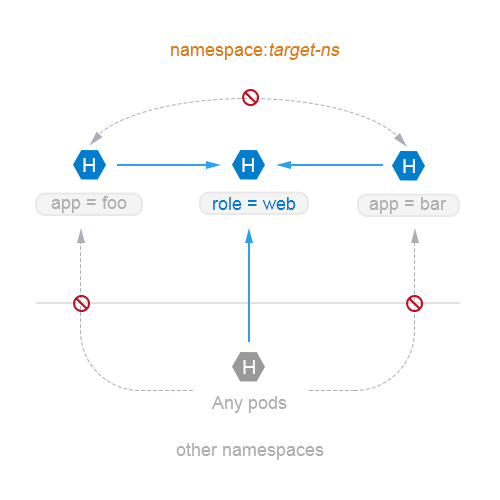 namespace:target-ns
H H H
app = foo role = web app = bar
H
Any pods
other namespaces